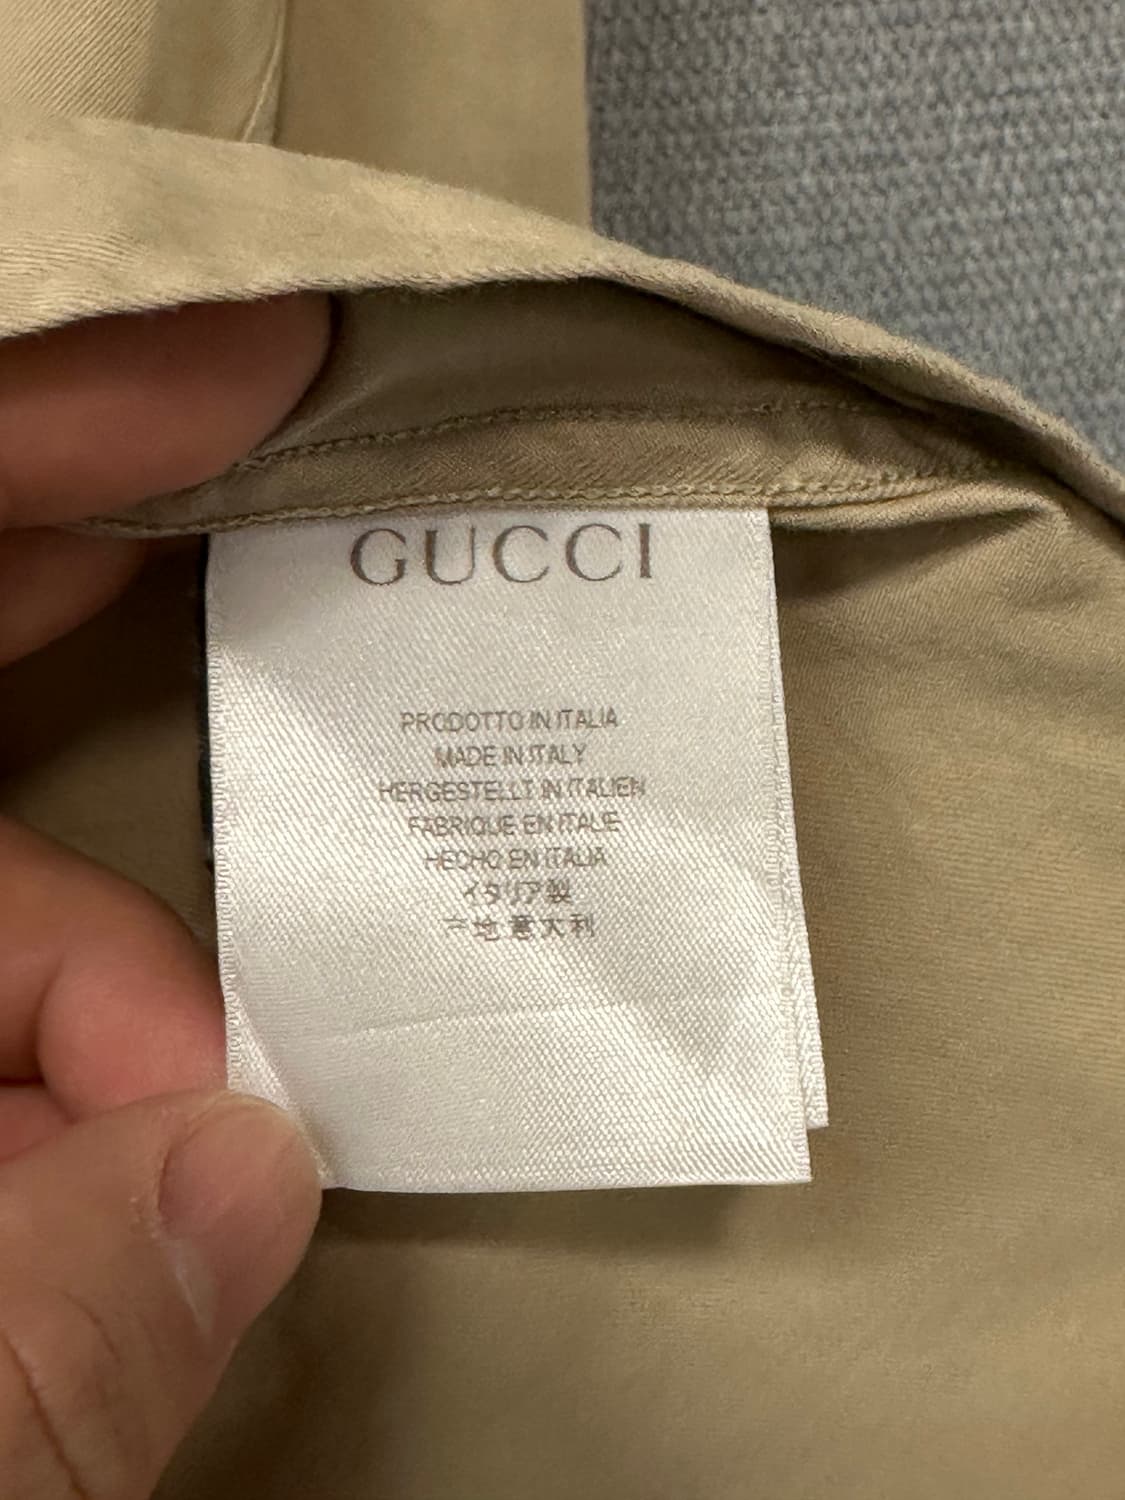 GUCCI
PRODOTTO IN ITALIA
MADE IN ITALY
HERGESTELLT IN ITALIEN
FABRIQUE EN ITALIE
HECHO EN ITALIA
イタリア製
产地意大利